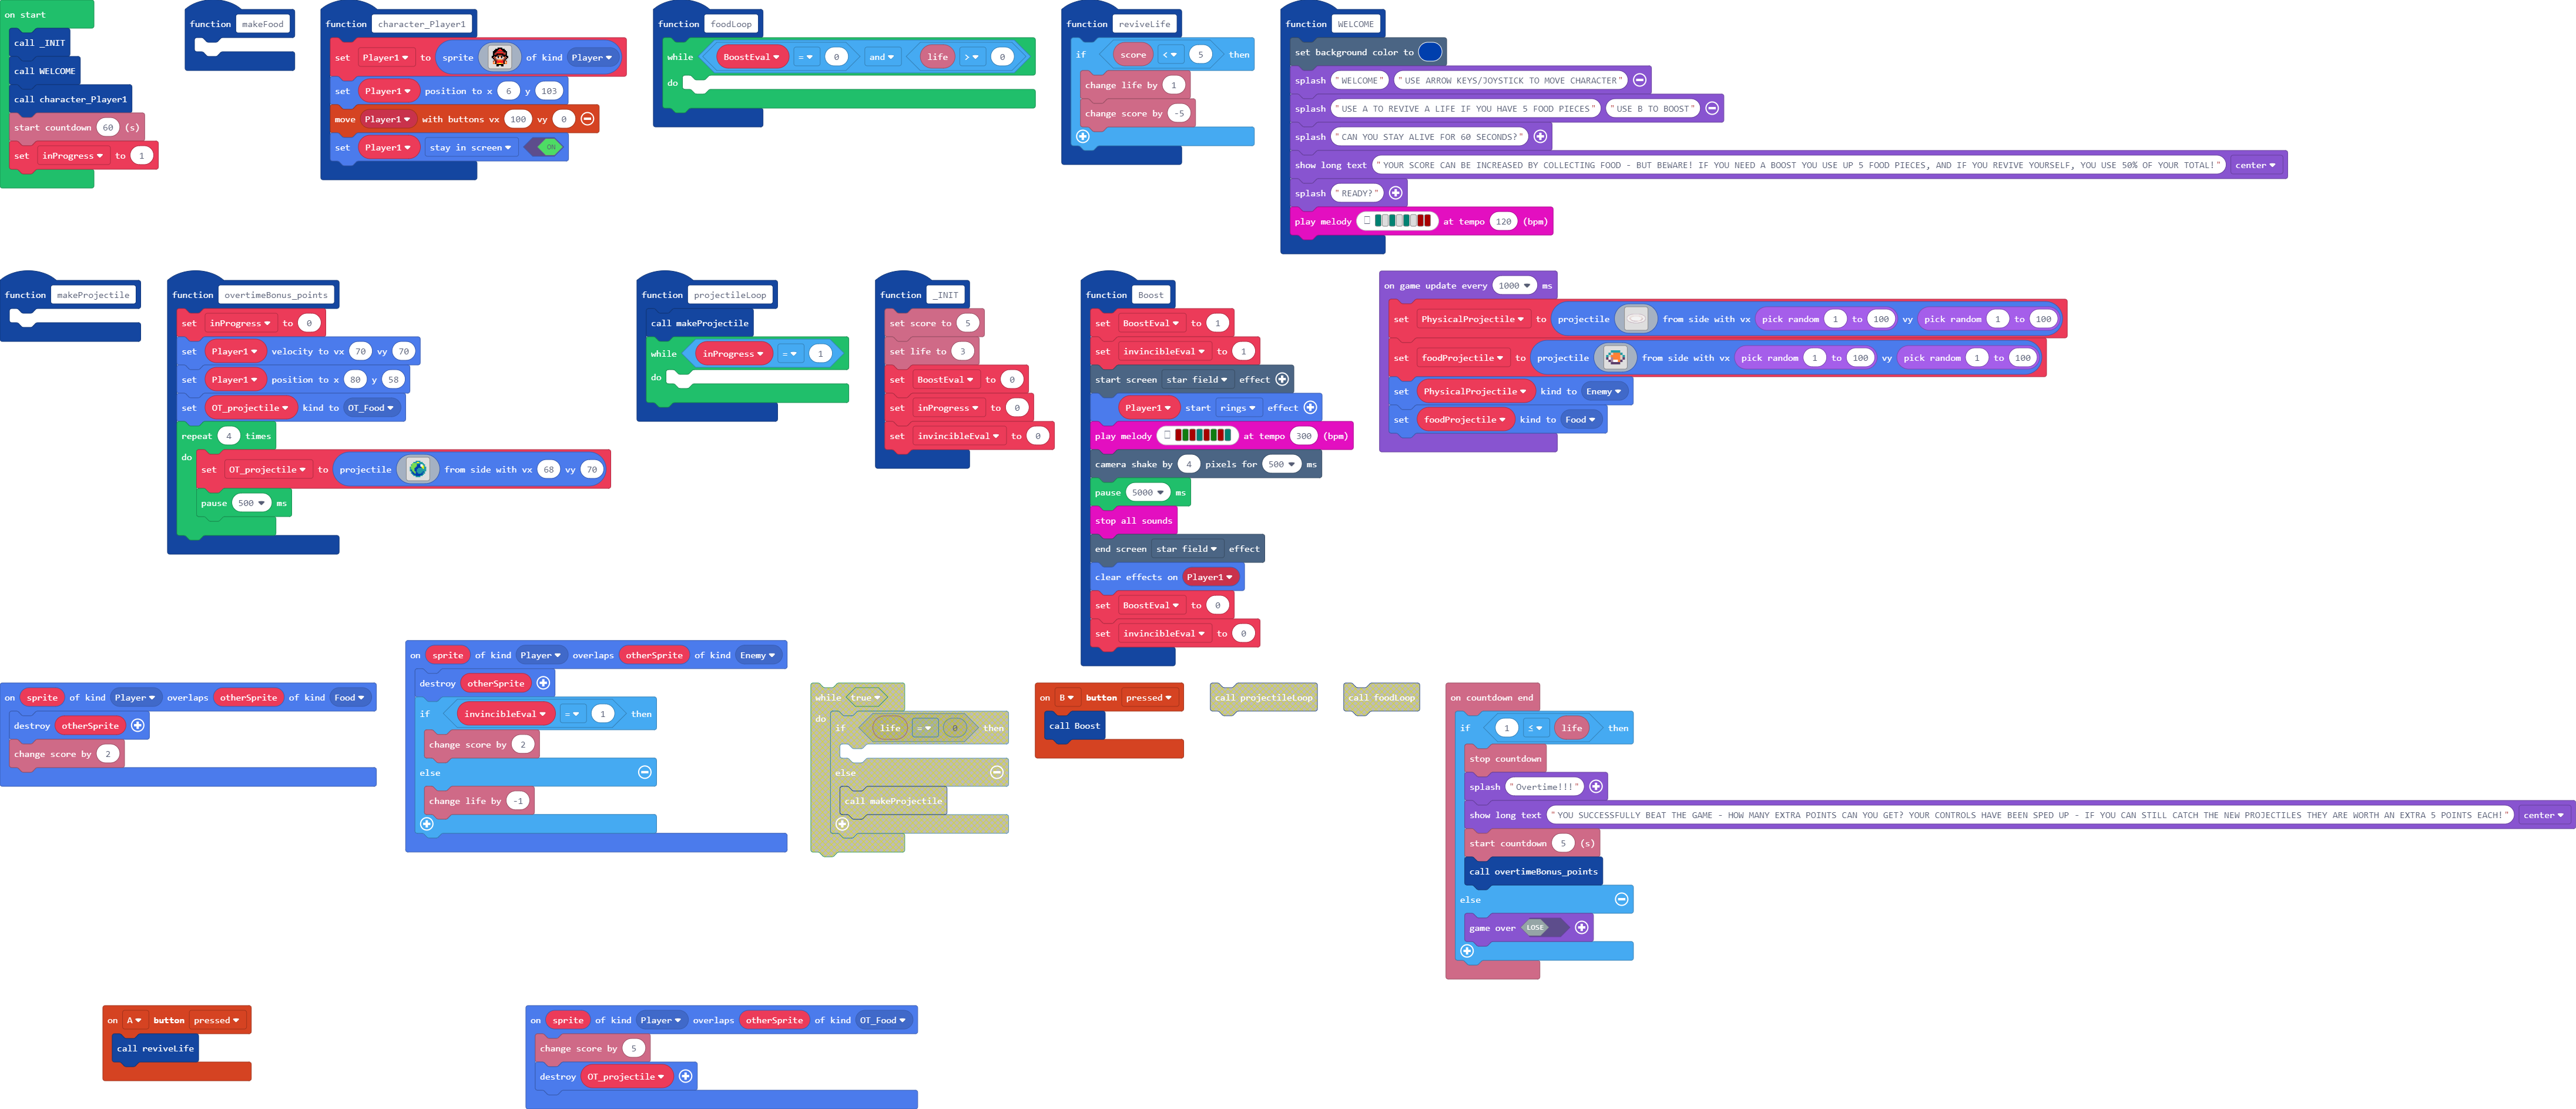 on start
call _INIT
call WELCOME
call character_Player1
start countdown 60 (s)
set inProgress to 1
function makeFood
function character_Player1
set Player1 to sprite of kind Player
set Player1 position to x 6 y 103
move Player1 with buttons vx 100 vy 0
set Player1 stay in screen ON
function foodLoop
while BoostEval = 0 and life > 0
do
function reviveLife
if score < 5 then
change life by 1
change score by -5
function WELCOME
set background color to
splash "WELCOME" "USE ARROW KEYS/JOYSTICK TO MOVE CHARACTER"
splash "USE A TO REVIVE A LIFE IF YOU HAVE 5 FOOD PIECES" "USE B TO BOOST"
splash "CAN YOU STAY ALIVE FOR 60 SECONDS?"
show long text "YOUR SCORE CAN BE INCREASED BY COLLECTING FOOD - BUT BEWARE! IF YOU NEED A BOOST YOU USE UP 5 FOOD PIECES, AND IF YOU REVIVE YOURSELF, YOU USE 50% OF YOUR TOTAL!" center
splash "READY?"
play melody at tempo 120 (bpm)
function makeProjectile
function overtimeBonus_points
set inProgress to 0
set Player1 velocity to vx 70 vy 70
set Player1 position to x 80 y 58
set OT_projectile kind to OT_Food
repeat 4 times
do
set OT_projectile to projectile from side with vx 68 vy 70
pause 500 ms
function projectileLoop
call makeProjectile
while inProgress = 1
do
function _INIT
set score to 5
set life to 3
set BoostEval to 0
set inProgress to 0
set invincibleEval to 0
function Boost
set BoostEval to 1
set invincibleEval to 1
start screen star field effect
Player1 start rings effect
play melody at tempo 300 (bpm)
camera shake by 4 pixels for 500 ms
pause 5000 ms
stop all sounds
end screen star field effect
clear effects on Player1
set BoostEval to 0
set invincibleEval to 0
on game update every 1000 ms
set PhysicalProjectile to projectile from side with vx pick random 1 to 100 vy pick random 1 to 100
set foodProjectile to projectile from side with vx pick random 1 to 100 vy pick random 1 to 100
set PhysicalProjectile kind to Enemy
set foodProjectile kind to Food
on sprite of kind Player overlaps otherSprite of kind Food
destroy otherSprite
change score by 2
on sprite of kind Player overlaps otherSprite of kind Enemy
destroy otherSprite
if invincibleEval = 1 then
change score by 2
else
change life by -1
while true
do
if life = 0 then
else
call makeProjectile
on B button pressed
call Boost
call projectileLoop
call foodLoop
on countdown end
if 1 ≤ life then
stop countdown
splash "Overtime!!!"
show long text "YOU SUCCESSFULLY BEAT THE GAME - HOW MANY EXTRA POINTS CAN YOU GET? YOUR CONTROLS HAVE BEEN SPED UP - IF YOU CAN STILL CATCH THE NEW PROJECTILES THEY ARE WORTH AN EXTRA 5 POINTS EACH!" center
start countdown 5 (s)
call overtimeBonus_points
else
game over LOSE
on A button pressed
call reviveLife
on sprite of kind Player overlaps otherSprite of kind OT_Food
change score by 5
destroy OT_projectile